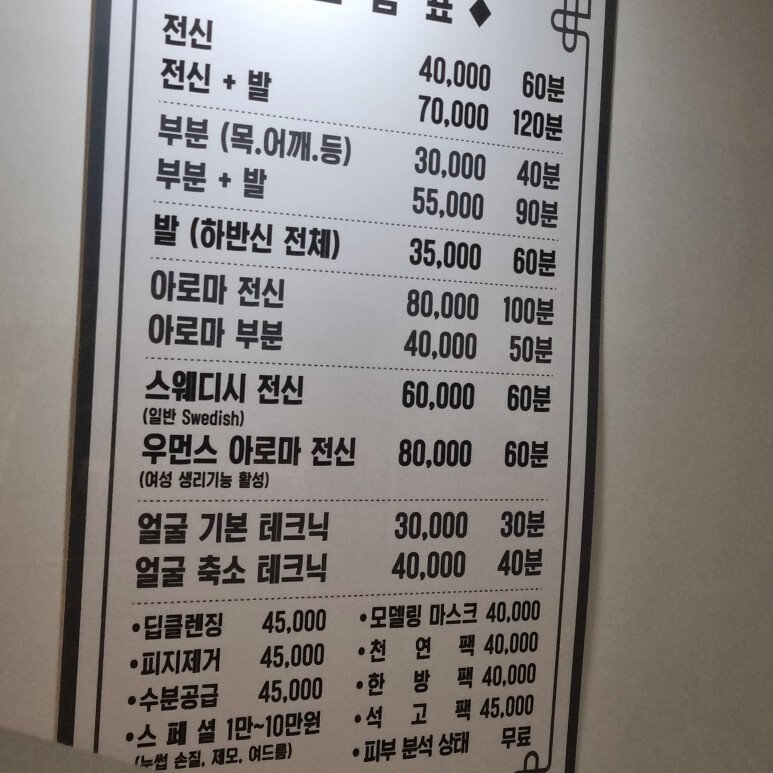 표◆
전신 40,000 60분
전신 + 발 70,000 120분
부분 (목.어깨.등) 30,000 40분
부분 + 발 55,000 90분
발 (하반신 전체) 35,000 60분
아로마 전신 80,000 100분
아로마 부분 40,000 50분
스웨디시 전신 60,000 60분
(일반 Swedish)
우먼스 아로마 전신 80,000 60분
(여성 생리기능 활성)
얼굴 기본 테크닉 30,000 30분
얼굴 축소 테크닉 40,000 40분
•딥클렌징 45,000
•피지제거 45,000
•수분공급 45,000
•스 페 셜 1만~10만원
(눈썹 손질, 제모, 여드름)
•모델링 마스크 40,000
•천 연 팩 40,000
•한 방 팩 40,000
•석 고 팩 45,000
•피부 분석 상태 무료